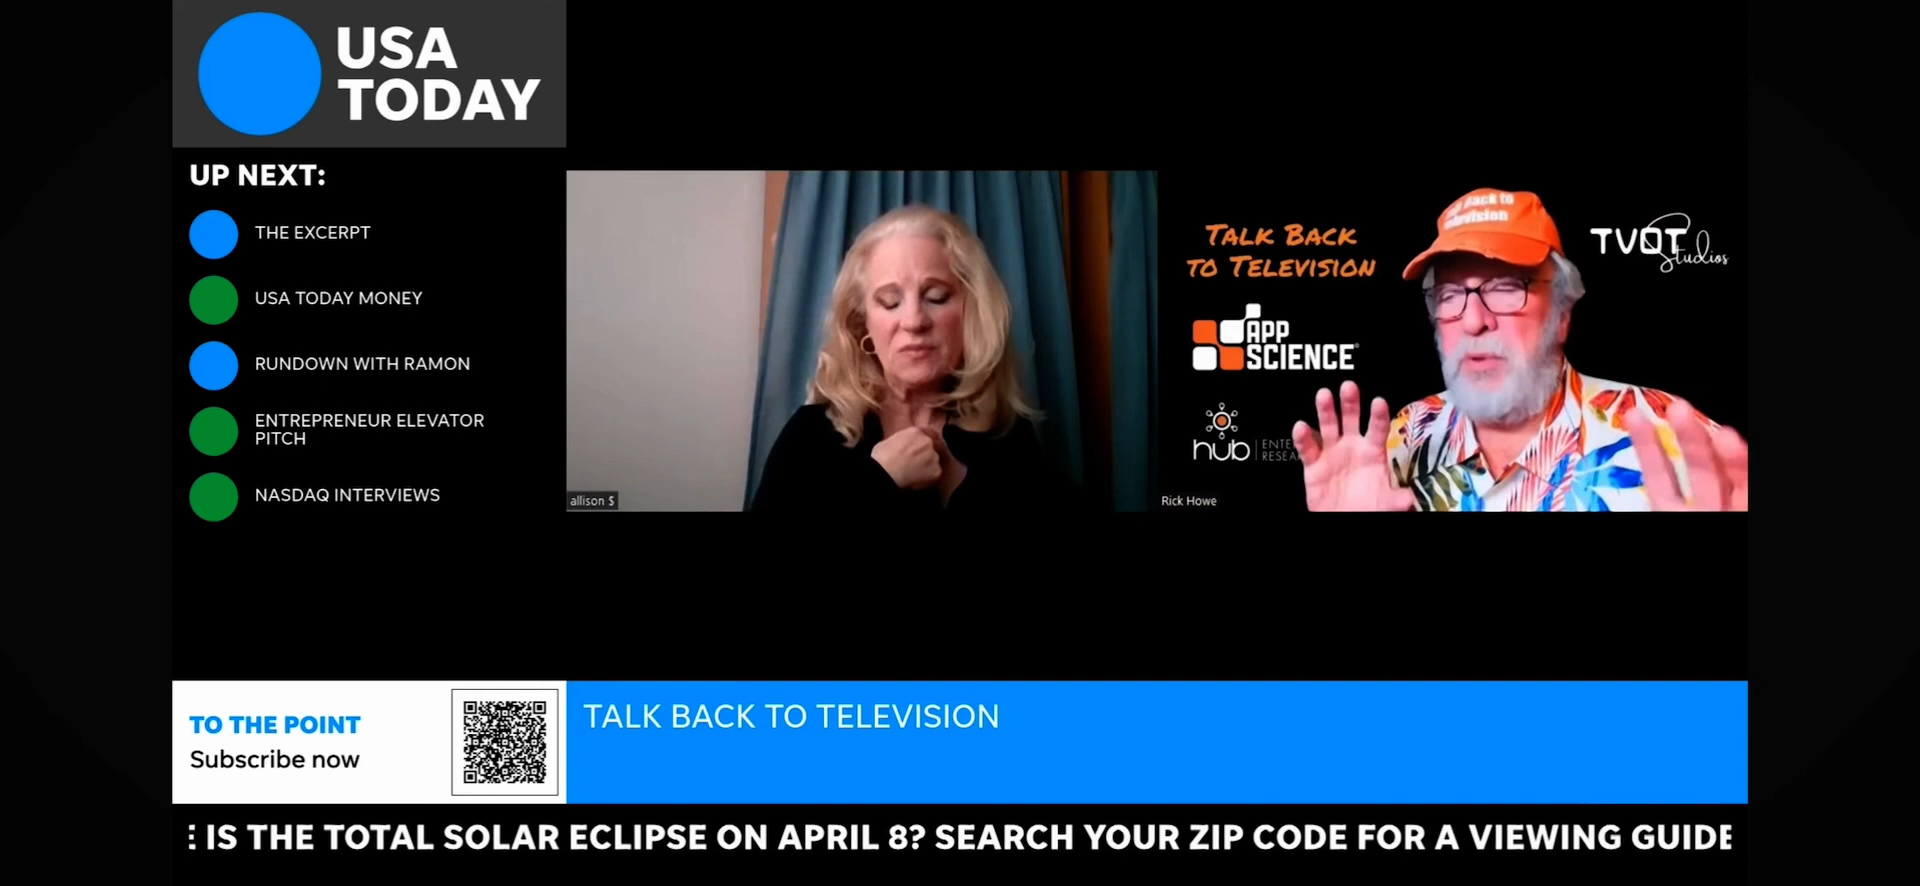 USA
TODAY
UP NEXT:
THE EXCERPT
USA TODAY MONEY
RUNDOWN WITH RAMON
ENTREPRENEUR ELEVATOR
PITCH
NASDAQ INTERVIEWS
allison $
TALK BACK
TO TELEVISION
APP
SCIENCE
hub
Rick Howe
Back to
TVOT
Studios
TO THE POINT
Subscribe now
TALK BACK TO TELEVISION
IS THE TOTAL SOLAR ECLIPSE ON APRIL 8? SEARCH YOUR ZIP CODE FOR A VIEWING GUIDE